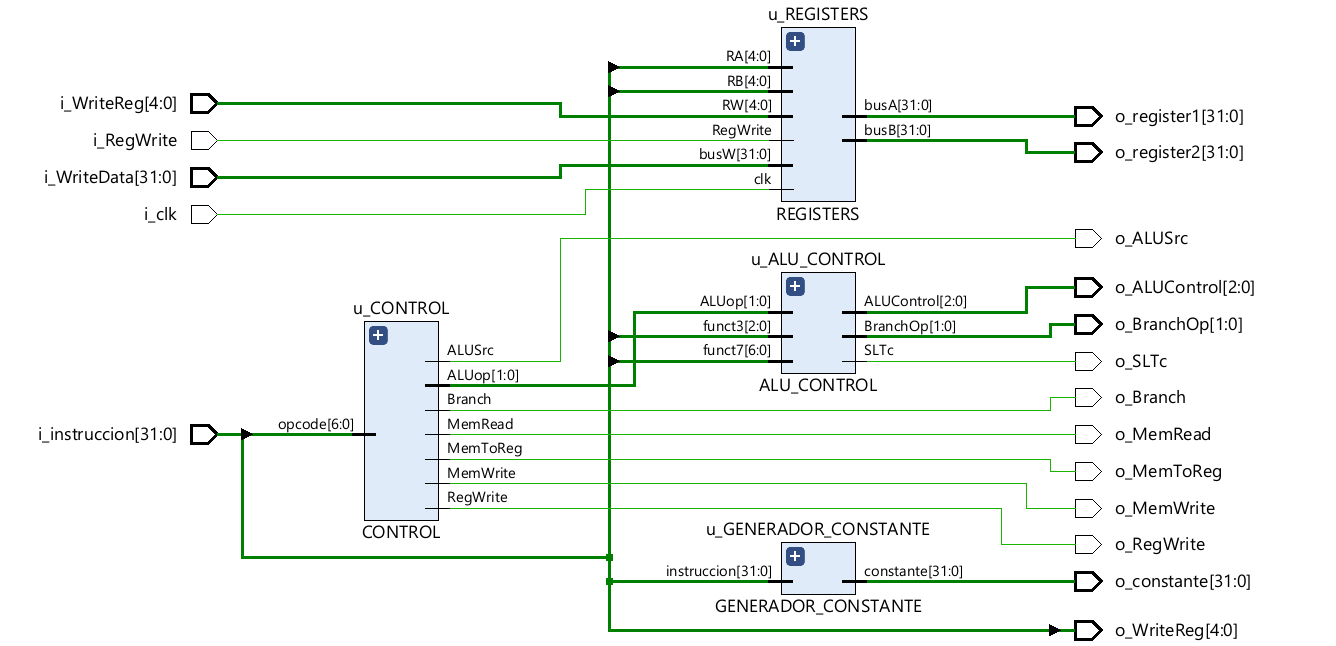 u_REGISTERS
RA[4:0]
RB[4:0]
i_WriteReg[4:0]
RW[4:0]
busA[31:0]
o_register1[31:0]
i_RegWrite
RegWrite
busB[31:0]
o_register2[31:0]
i_WriteData[31:0]
busW[31:0]
clk
i_clk
REGISTERS
o_ALUSrc
u_ALU_CONTROL
ALUop[1:0]
ALUControl[2:0]
o_ALUControl[2:0]
funct3[2:0]
BranchOp[1:0]
o_BranchOp[1:0]
funct7[6:0]
SLTc
o_SLTc
ALU_CONTROL
u_CONTROL
ALUSrc
ALUop[1:0]
Branch
o_Branch
i_instruccion[31:0]
opcode[6:0]
MemRead
o_MemRead
MemToReg
o_MemToReg
MemWrite
o_MemWrite
RegWrite
o_RegWrite
CONTROL
u_GENERADOR_CONSTANTE
instruccion[31:0]
constante[31:0]
o_constante[31:0]
GENERADOR_CONSTANTE
o_WriteReg[4:0]